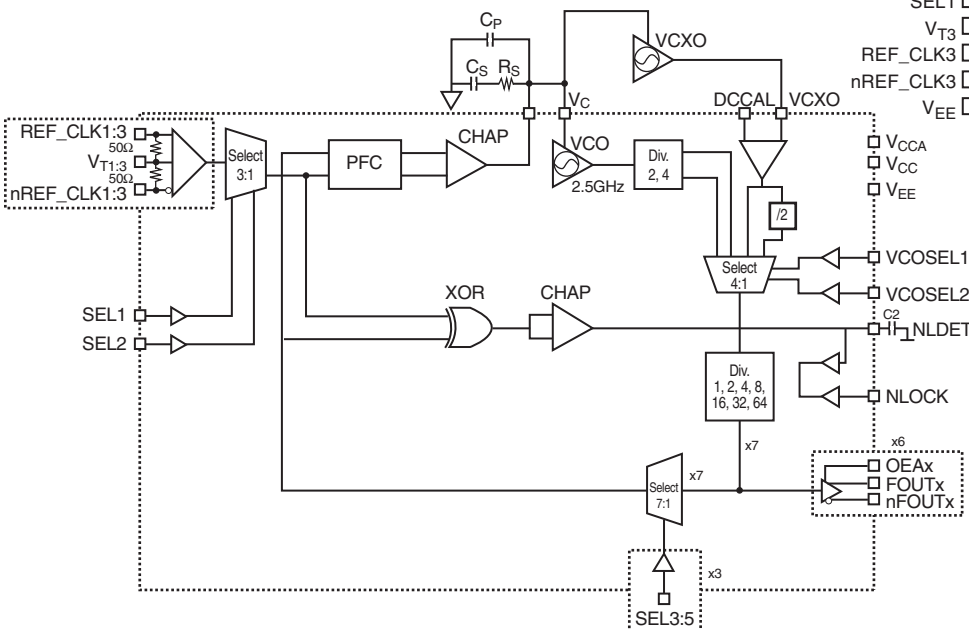 SEL1
VT3
REF_CLK3
nREF_CLK3
VEE
CP
CS RS
VCXO
VC
DCCAL VCXO
REF_CLK1:3
50Ω
VT1:3
50Ω
nREF_CLK1:3
Select
3:1
PFC
CHAP
VCO
2.5GHz
Div.
2, 4
/2
VCCA
VCC
VEE
Select
4:1
VCOSEL1
VCOSEL2
SEL1
SEL2
XOR
CHAP
C2
NLDET
Div.
1, 2, 4, 8,
16, 32, 64
NLOCK
x7
x6
Select
7:1
x7
OEAx
FOUTx
nFOUTx
x3
SEL3:5